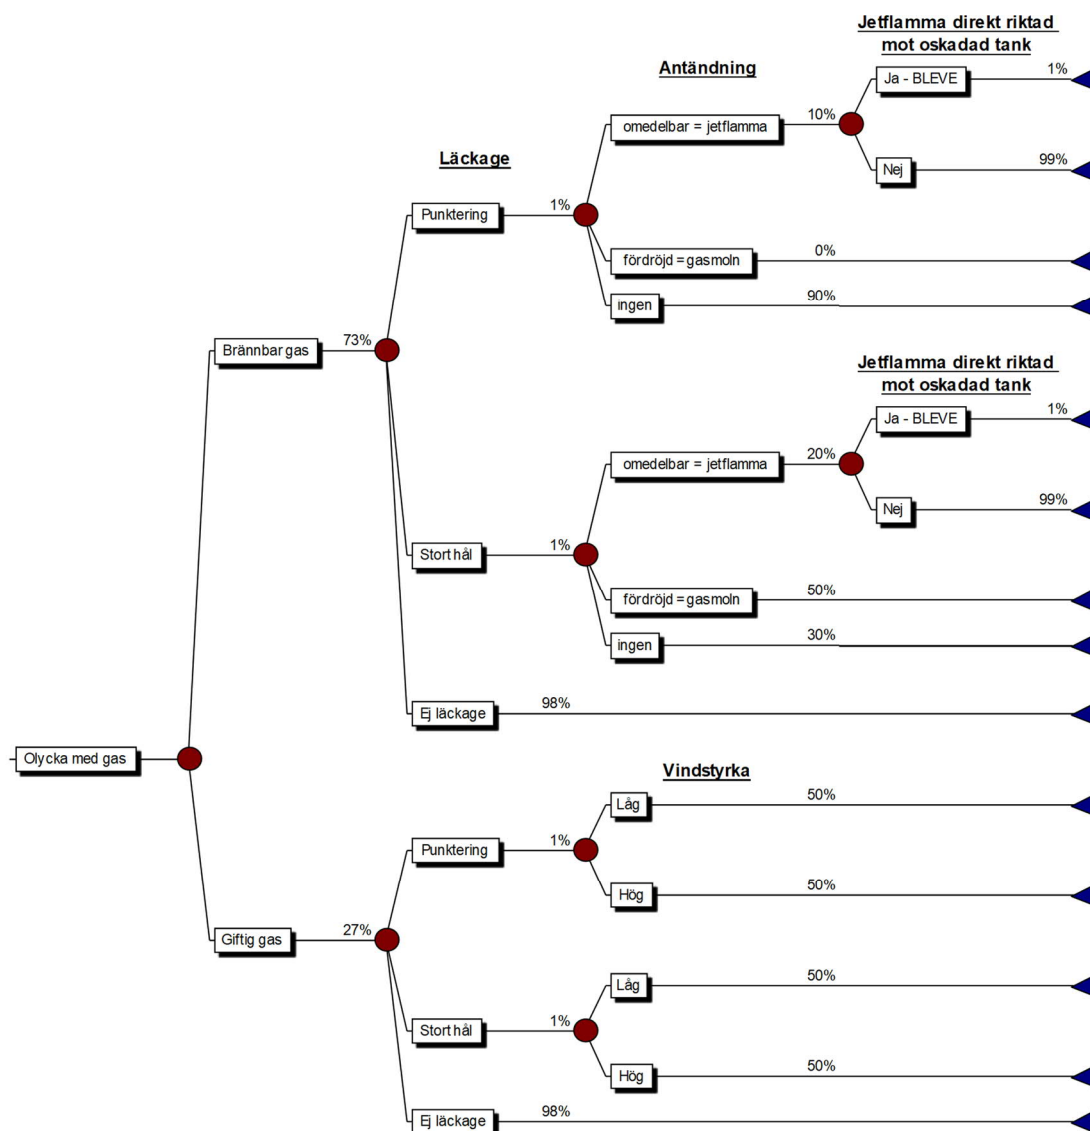 Jetflamma direkt riktad
mot oskadad tank
Antändning
Ja - BLEVE 1%
omedelbar = jetflamma 10%
Läckage
Nej 99%
Punktering 1%
fördröjd = gasmoln 0%
ingen 90%
Brännbar gas 73%
Jetflamma direkt riktad
mot oskadad tank
Ja - BLEVE 1%
omedelbar = jetflamma 20%
Nej 99%
Stort hål 1%
fördröjd = gasmoln 50%
ingen 30%
Ej läckage 98%
Olycka med gas
Vindstyrka
Låg 50%
Punktering 1%
Hög 50%
Giftig gas 27%
Låg 50%
Stort hål 1%
Hög 50%
Ej läckage 98%